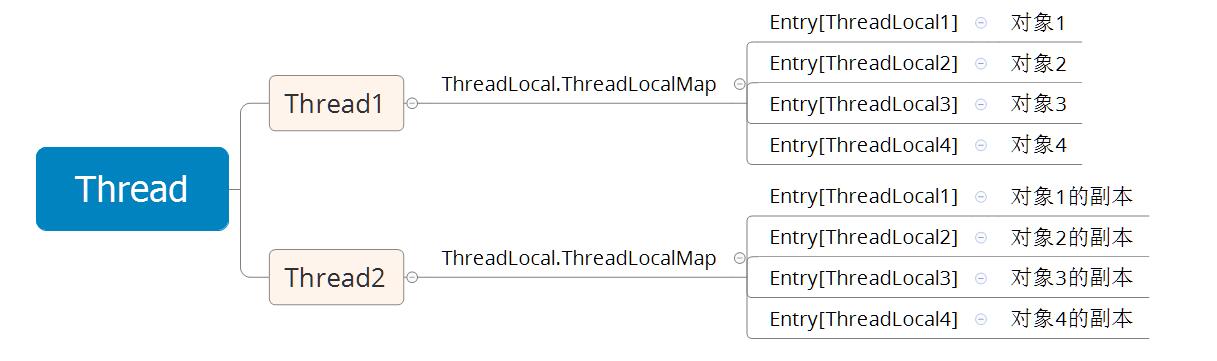 Thread
Thread1
ThreadLocal.ThreadLocalMap
Entry[ThreadLocal1] 对象1
Entry[ThreadLocal2] 对象2
Entry[ThreadLocal3] 对象3
Entry[ThreadLocal4] 对象4
Thread2
ThreadLocal.ThreadLocalMap
Entry[ThreadLocal1] 对象1的副本
Entry[ThreadLocal2] 对象2的副本
Entry[ThreadLocal3] 对象3的副本
Entry[ThreadLocal4] 对象4的副本